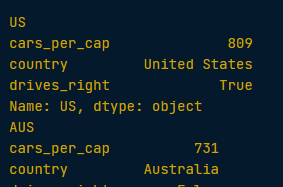 US
cars_per_cap              809
country         United States
drives_right             True
Name: US, dtype: object
AUS
cars_per_cap          731
country         Australia